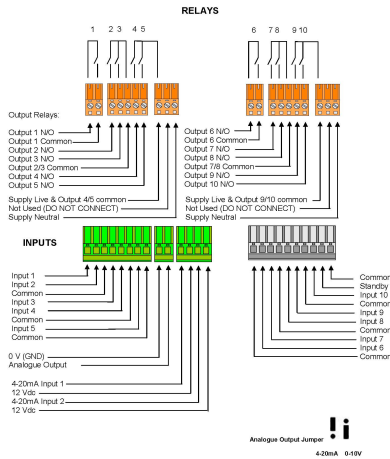 RELAYS
1 2 3 4 5
6 7 8 9 10
Output Relays:
Output 1 N/O
Output 1 Common
Output 2 N/O
Output 3 N/O
Output 2/3 Common
Output 4 N/O
Output 5 N/O
Supply Live & Output 4/5 common
Not Used (DO NOT CONNECT)
Supply Neutral
Output 6 N/O
Output 6 Common
Output 7 N/O
Output 8 N/O
Output 7/8 Common
Output 9 N/O
Output 10 N/O
Supply Live & Output 9/10 common
Not Used (DO NOT CONNECT)
Supply Neutral
INPUTS
Input 1
Input 2
Common
Input 3
Input 4
Common
Input 5
Common
0 V (GND)
Analogue Output
4-20mA Input 1
12 Vdc
4-20mA Input 2
12 Vdc
Common
Standby
Input 10
Common
Input 9
Input 8
Common
Input 7
Input 6
Common
Analogue Output Jumper
4-20mA 0-10V